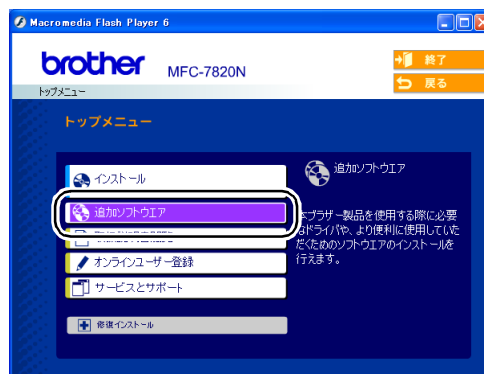 Macromedia Flash Player 6
brother
MFC-7820N
終了
戻る
トップメニュー
トップメニュー
インストール
追加ソフトウエア
オンラインユーザー登録
サービスとサポート
修復インストール
追加ソフトウエア
本ブラザー製品を使用する際に必要
なドライバや、より便利に使用していた
だくためのソフトウエアのインストールを
行えます。